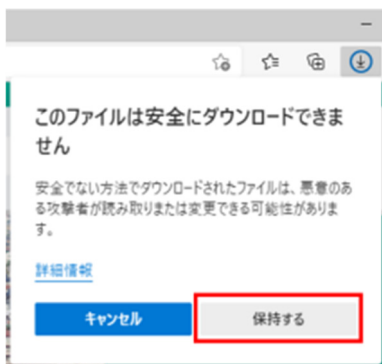 このファイルは安全にダウンロードできま
せん
安全でない方法でダウンロードされたファイルは、悪意のあ
る攻撃者が読み取りまたは変更できる可能性がありま
す。
詳細情報
キャンセル 保持する